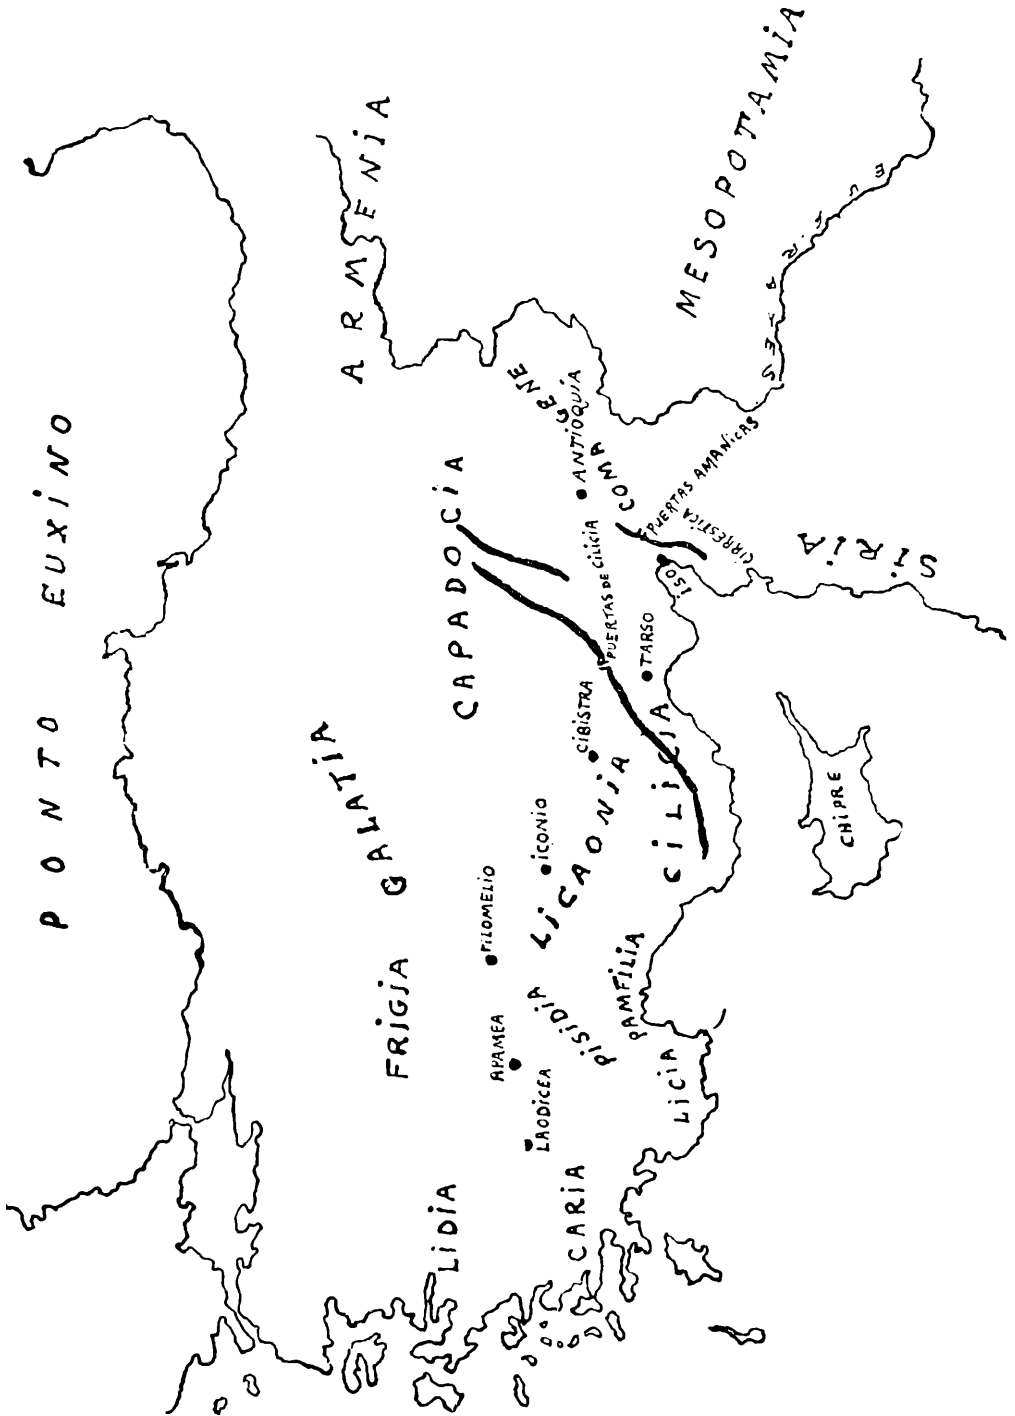 PONTO EUXINO
ARMENIA
MESOPOTAMIA
GALATIA
CAPADOCIA
COMAGENE
ANTIOQUIA
FRIGIA
FILOMELIO
ICONIO
CIBISTRA
PUERTAS DE CILICIA
PUERTAS AMANICAS
CIRRESTICA
LIDIA
APAMEA
LAODICEA
PISIDIA
LICAONIA
TARSO
ISO
CARIA
LICIA
PAMFILIA
CILICIA
SIRIA
CHIPRE